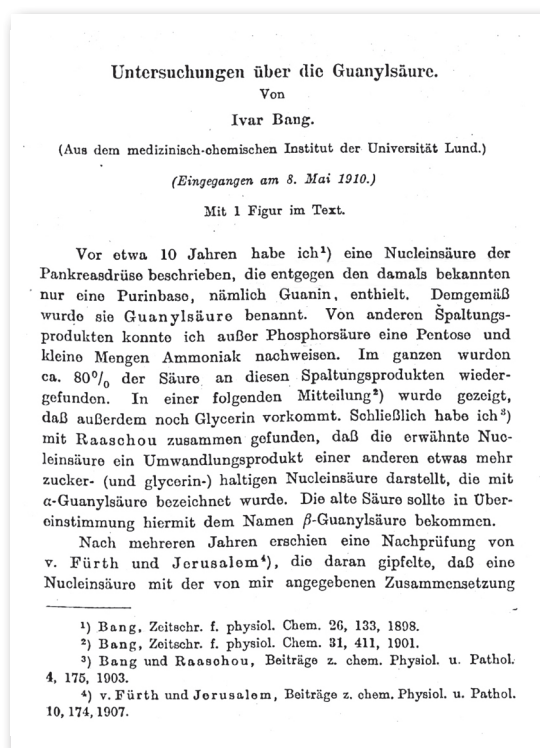 Untersuchungen über die Guanylsäure.
Von
Ivar Bang.
(Aus dem medizinisch-chemischen Institut der Universität Lund.)
(Eingegangen am 8. Mai 1910.)
Mit 1 Figur im Text.
Vor etwa 10 Jahren habe ich¹) eine Nucleinsäure der
Pankreasdrüse beschrieben, die entgegen den damals bekannten
nur eine Purinbase, nämlich Guanin, enthielt. Demgemäß
wurde sie Guanylsäure benannt. Von anderen Spaltungs-
produkten konnte ich außer Phosphorsäure eine Pentose und
kleine Mengen Ammoniak nachweisen. Im ganzen wurden
ca. 80% der Säure an diesen Spaltungsprodukten wieder-
gefunden. In einer folgenden Mitteilung²) wurde gezeigt,
daß außerdem noch Glycerin vorkommt. Schließlich habe ich³)
mit Raaschou zusammen gefunden, daß die erwähnte Nuc-
leinsäure ein Umwandlungsprodukt einer anderen etwas mehr
zucker- (und glycerin-) haltigen Nucleinsäure darstellt, die mit
α-Guanylsäure bezeichnet wurde. Die alte Säure sollte in Über-
einstimmung hiermit dem Namen β-Guanylsäure bekommen.
Nach mehreren Jahren erschien eine Nachprüfung von
v. Fürth und Jerusalem⁴), die daran gipfelte, daß eine
Nucleinsäure mit der von mir angegebenen Zusammensetzung
¹) Bang, Zeitschr. f. physiol. Chem. 26, 133, 1898.
²) Bang, Zeitschr. f. physiol. Chem. 31, 411, 1901.
³) Bang und Raaschou, Beiträge z. chem. Physiol. u. Pathol.
4, 175, 1903.
⁴) v. Fürth und Jerusalem, Beiträge z. chem. Physiol. u. Pathol.
10, 174, 1907.